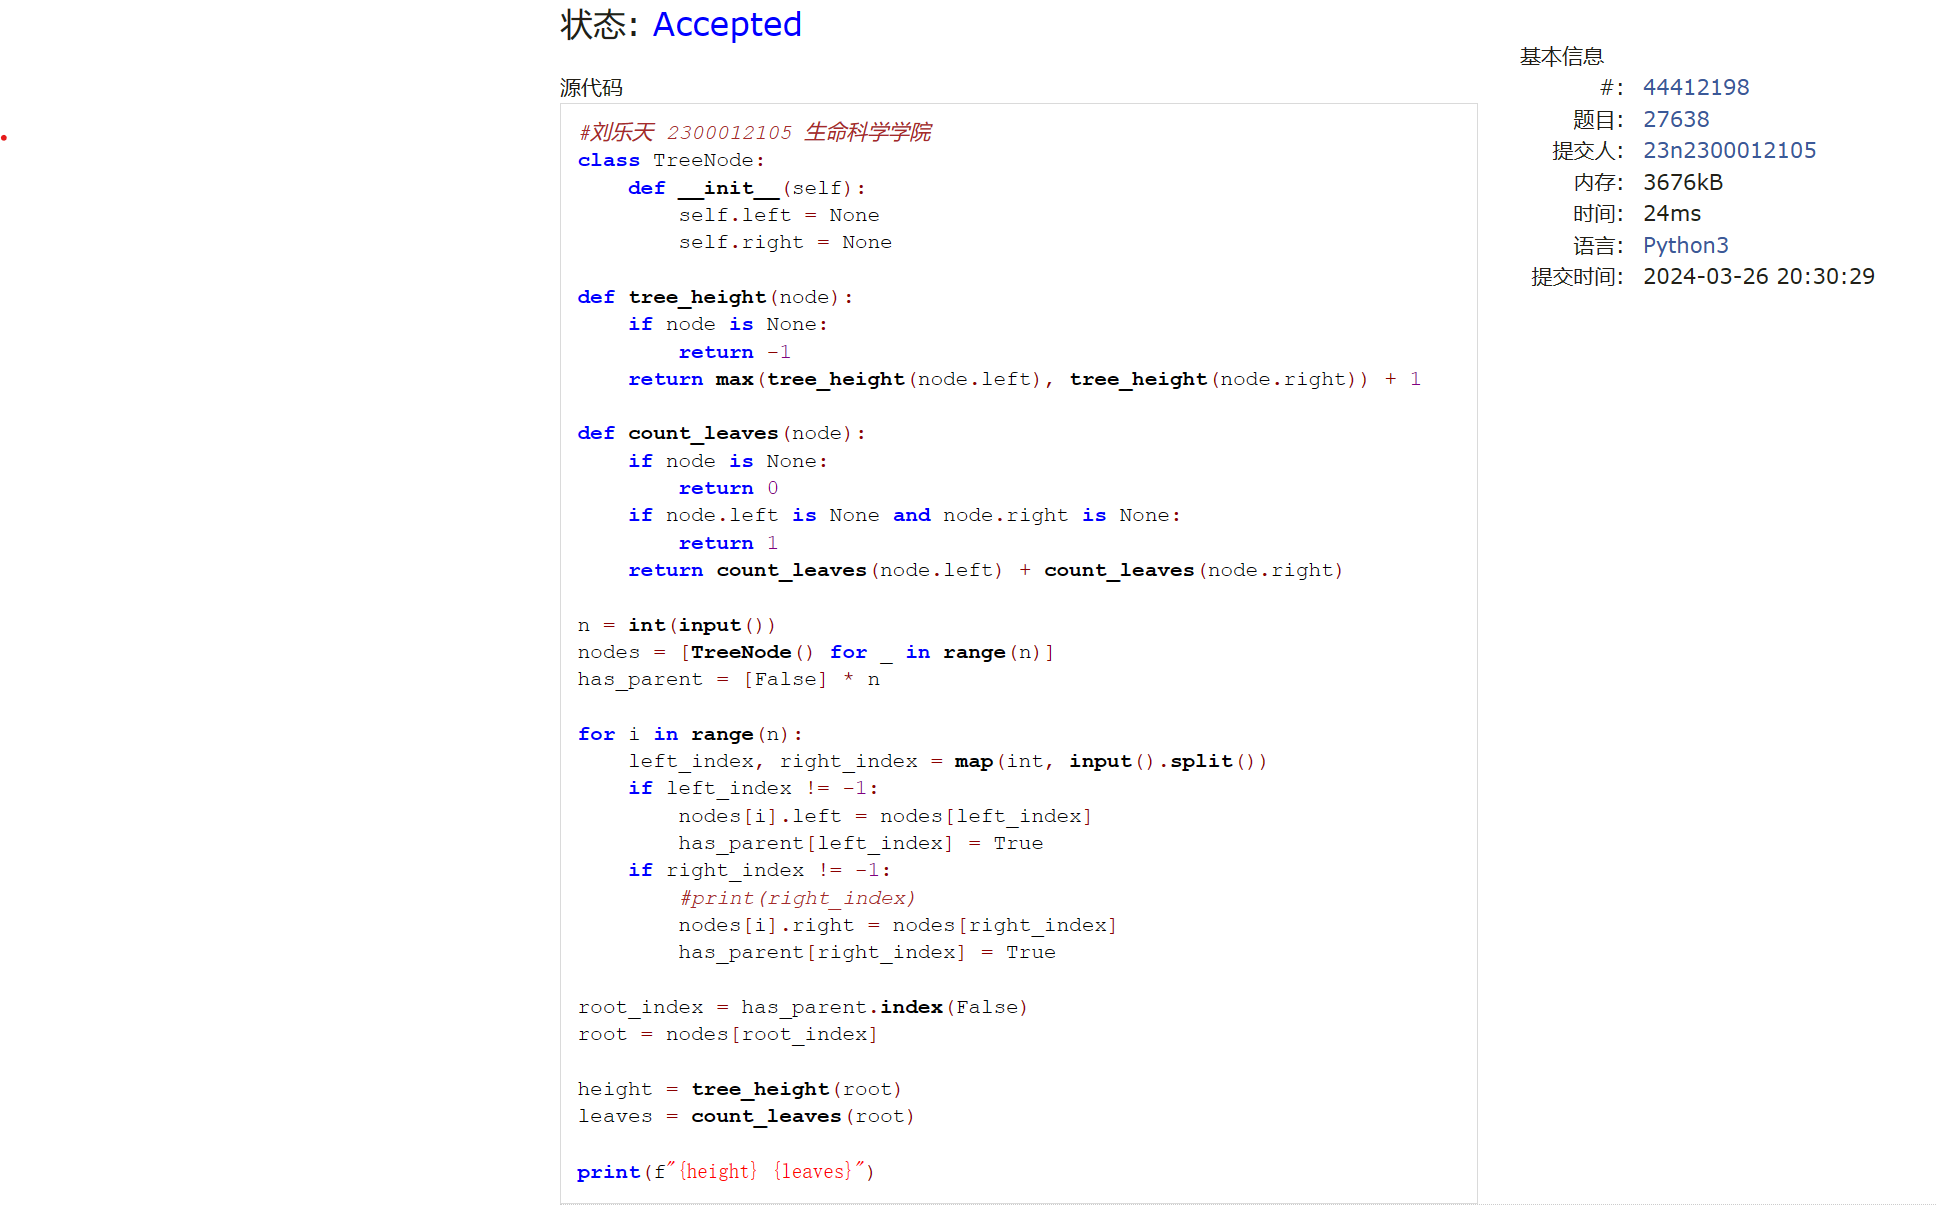 状态: Accepted
源代码
#刘乐天 2300012105 生命科学学院
class TreeNode:
    def __init__(self):
        self.left = None
        self.right = None
def tree_height(node):
    if node is None:
        return -1
    return max(tree_height(node.left), tree_height(node.right)) + 1
def count_leaves(node):
    if node is None:
        return 0
    if node.left is None and node.right is None:
        return 1
    return count_leaves(node.left) + count_leaves(node.right)
n = int(input())
nodes = [TreeNode() for _ in range(n)]
has_parent = [False] * n
for i in range(n):
    left_index, right_index = map(int, input().split())
    if left_index != -1:
        nodes[i].left = nodes[left_index]
        has_parent[left_index] = True
    if right_index != -1:
        #print(right_index)
        nodes[i].right = nodes[right_index]
        has_parent[right_index] = True
root_index = has_parent.index(False)
root = nodes[root_index]
height = tree_height(root)
leaves = count_leaves(root)
print(f"{height} {leaves}")
基本信息
#: 44412198
题目: 27638
提交人: 23n2300012105
内存: 3676kB
时间: 24ms
语言: Python3
提交时间: 2024-03-26 20:30:29